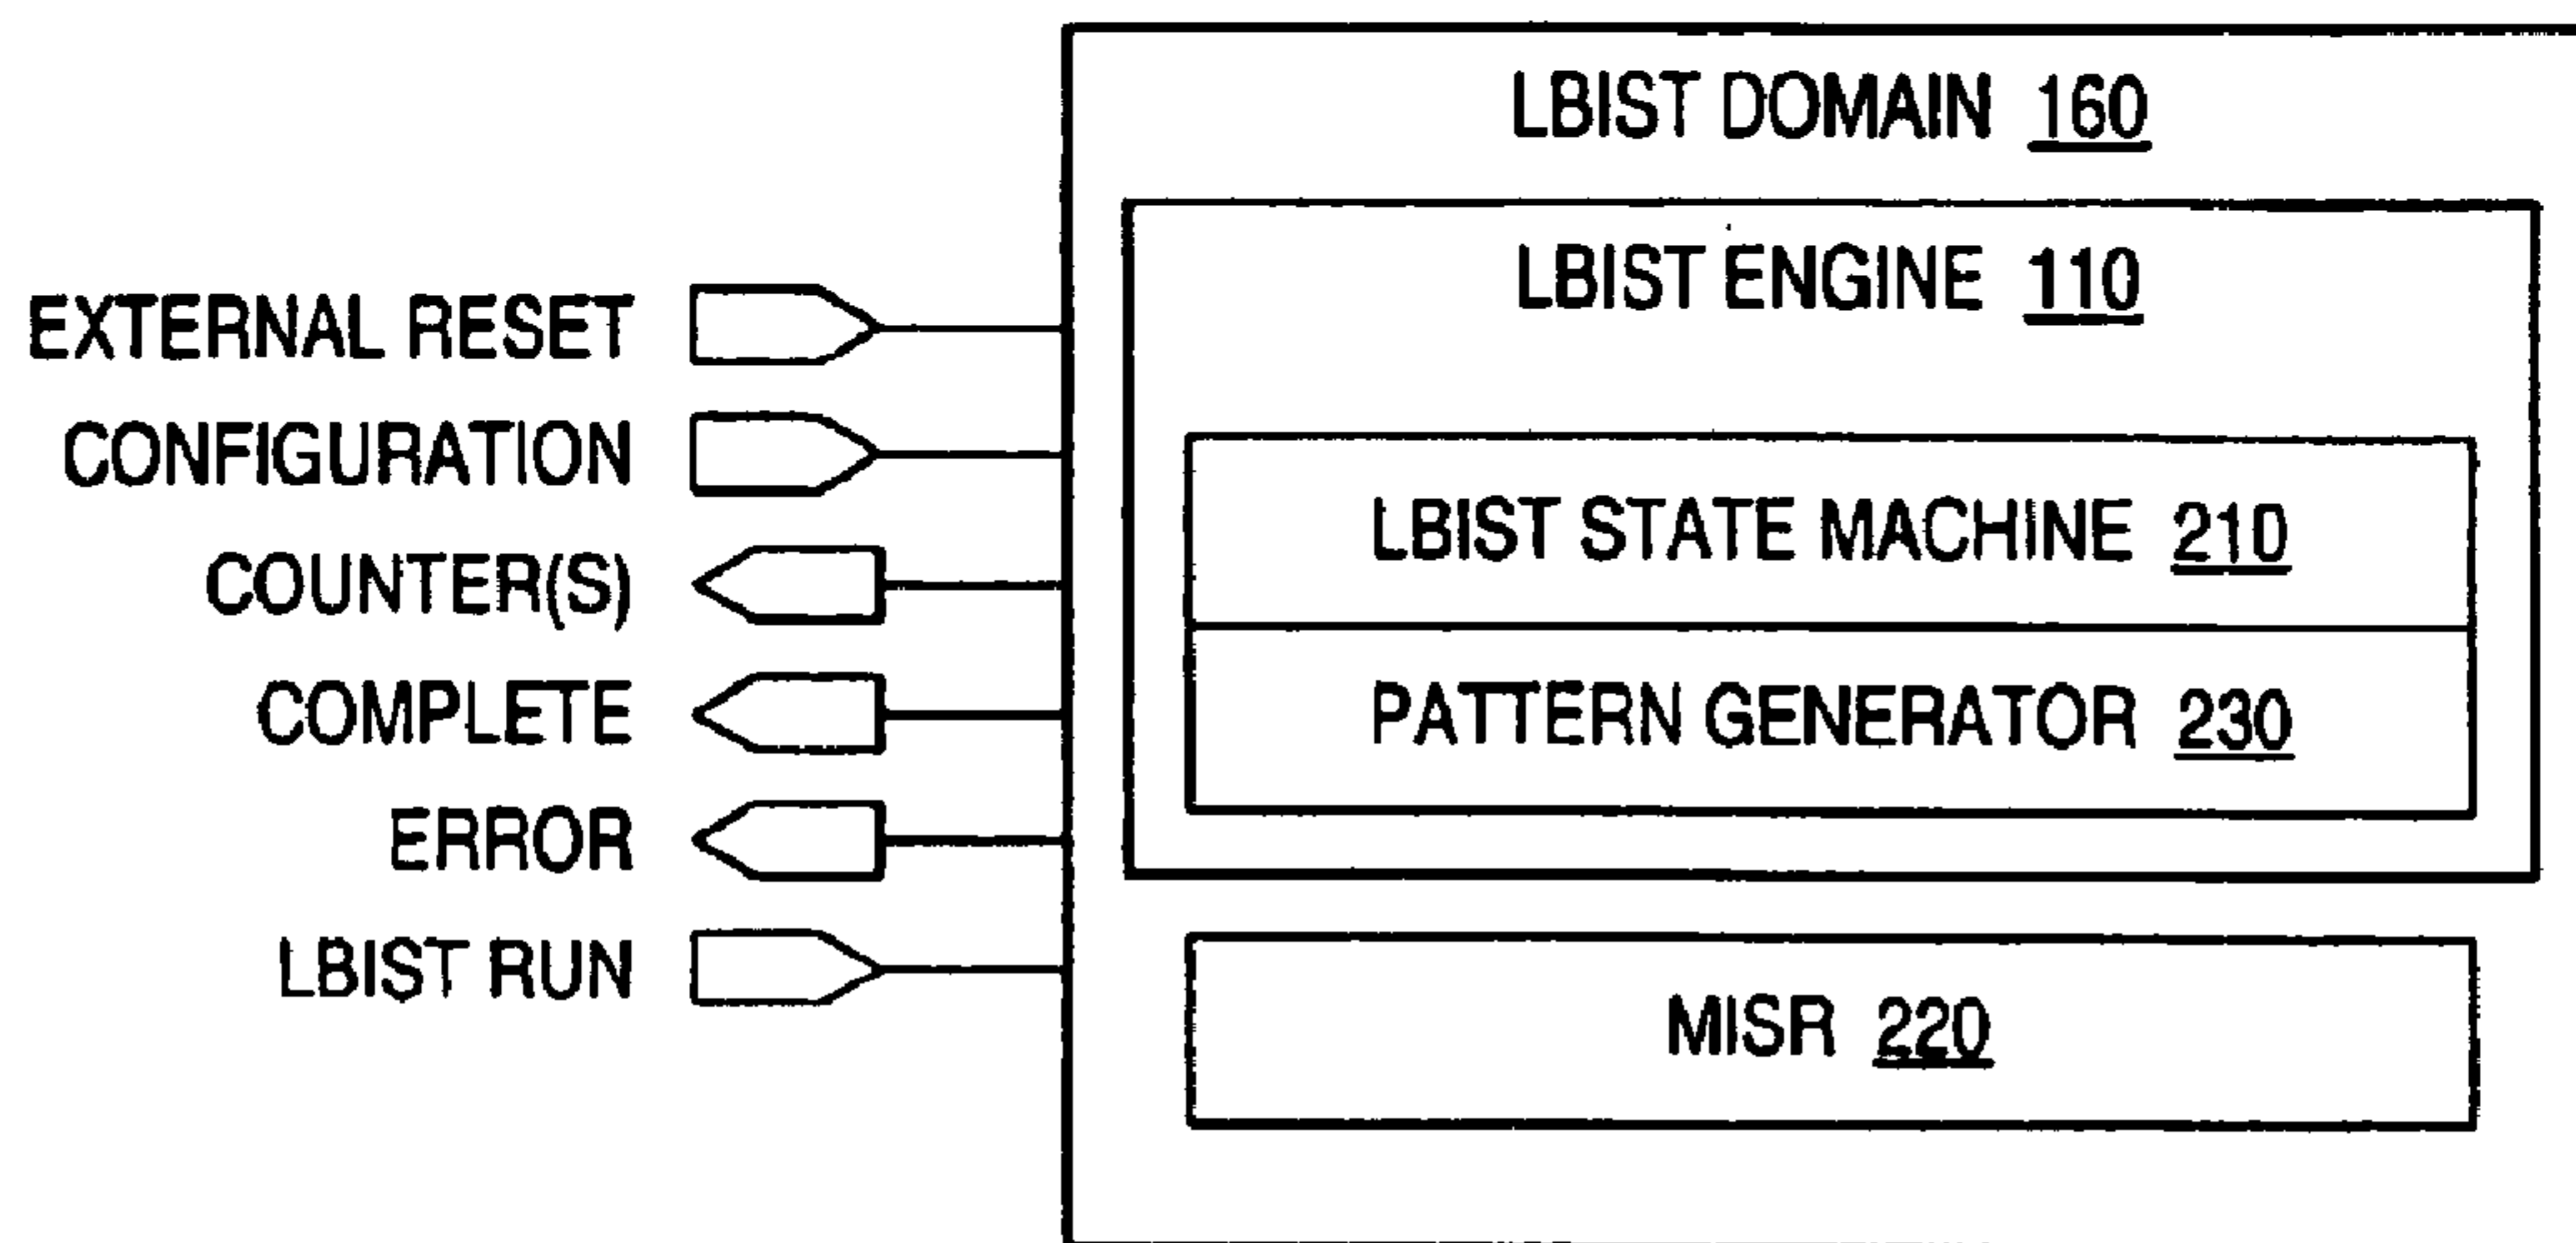 LBIST DOMAIN 160
LBIST ENGINE 110
EXTERNAL RESET
CONFIGURATION
COUNTER(S)
COMPLETE
ERROR
LBIST RUN
LBIST STATE MACHINE 210
PATTERN GENERATOR 230
MISR 220